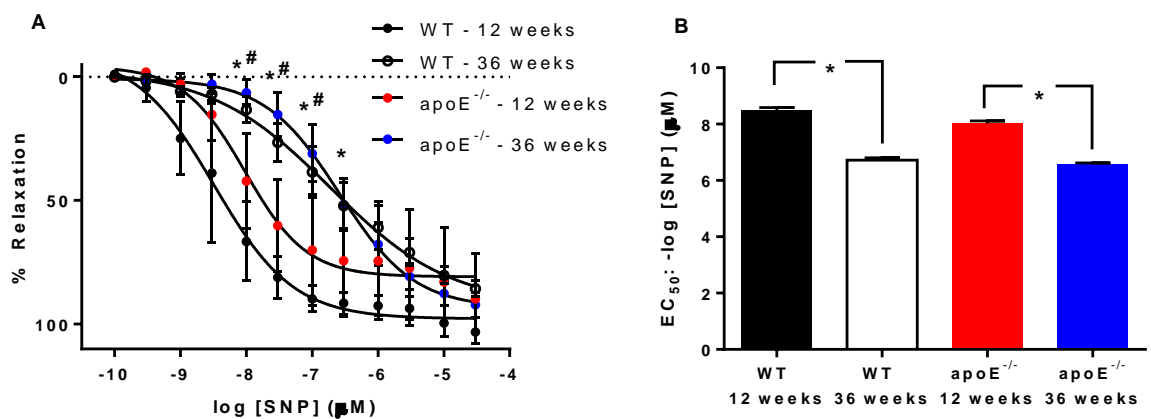 A
WT - 12 weeks
WT - 36 weeks
apoE-/- - 12 weeks
apoE-/- - 36 weeks
*# *# *# *
0
50
100
% Relaxation
-10 -9 -8 -7 -6 -5 -4
log [SNP] (μM)
B
* *
10
8
6
4
2
0
EC50: -log [SNP] (μM)
WT WT apoE-/- apoE-/-
12 weeks 36 weeks 12 weeks 36 weeks